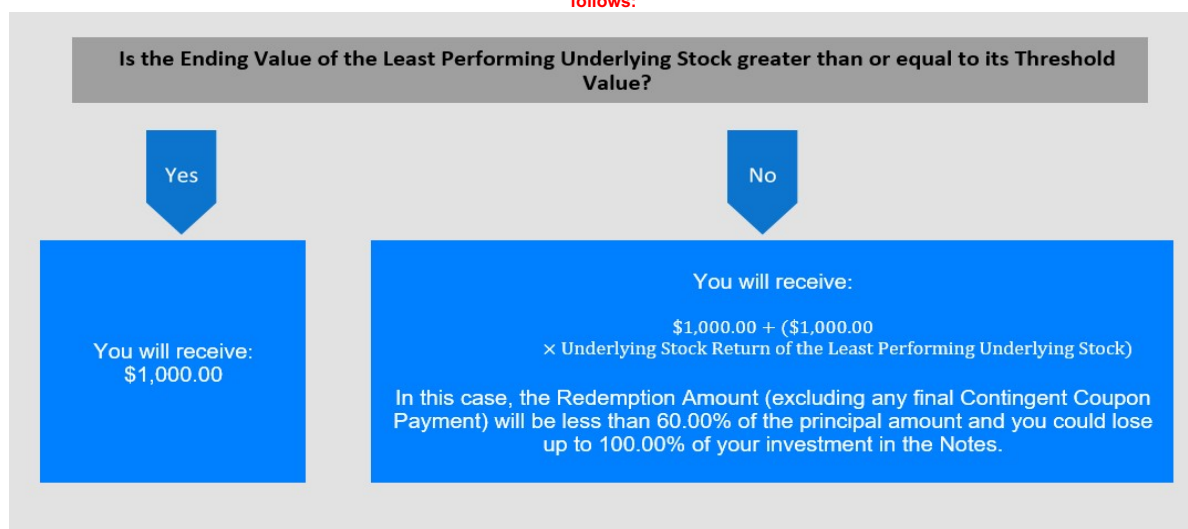 follows:
Is the Ending Value of the Least Performing Underlying Stock greater than or equal to its Threshold
Value?
Yes
No
You will receive:
$1,000.00
You will receive:
$1,000.00 + ($1,000.00
× Underlying Stock Return of the Least Performing Underlying Stock)
In this case, the Redemption Amount (excluding any final Contingent Coupon
Payment) will be less than 60.00% of the principal amount and you could lose
up to 100.00% of your investment in the Notes.